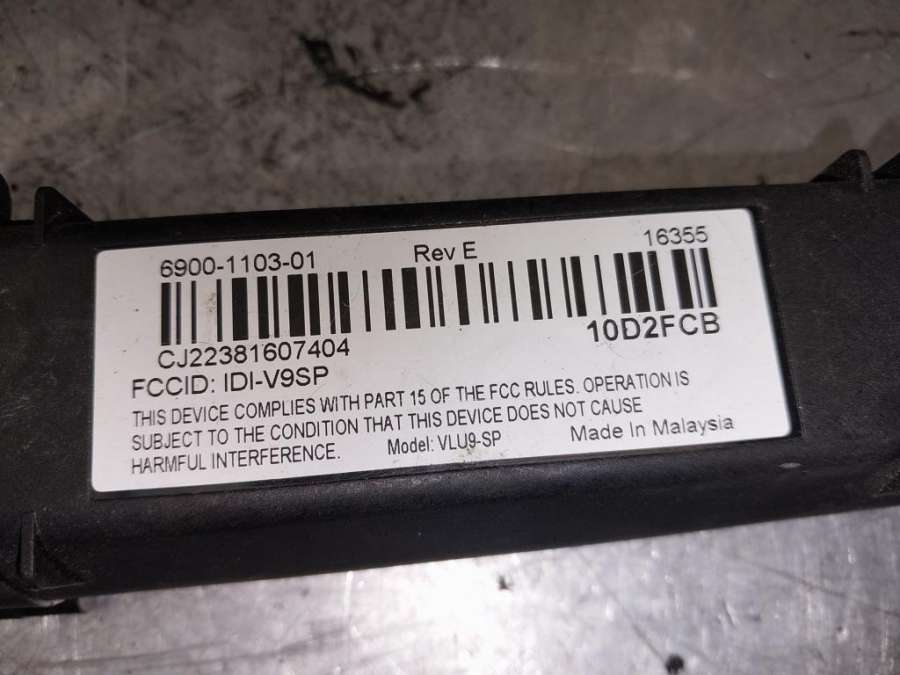 6900-1103-01 Rev E 16355
10D2FCB
CJ22381607404
FCCID: IDI-V9SP
THIS DEVICE COMPLIES WITH PART 15 OF THE FCC RULES. OPERATION IS
SUBJECT TO THE CONDITION THAT THIS DEVICE DOES NOT CAUSE
HARMFUL INTERFERENCE. Model: VLU9-SP Made In Malaysia